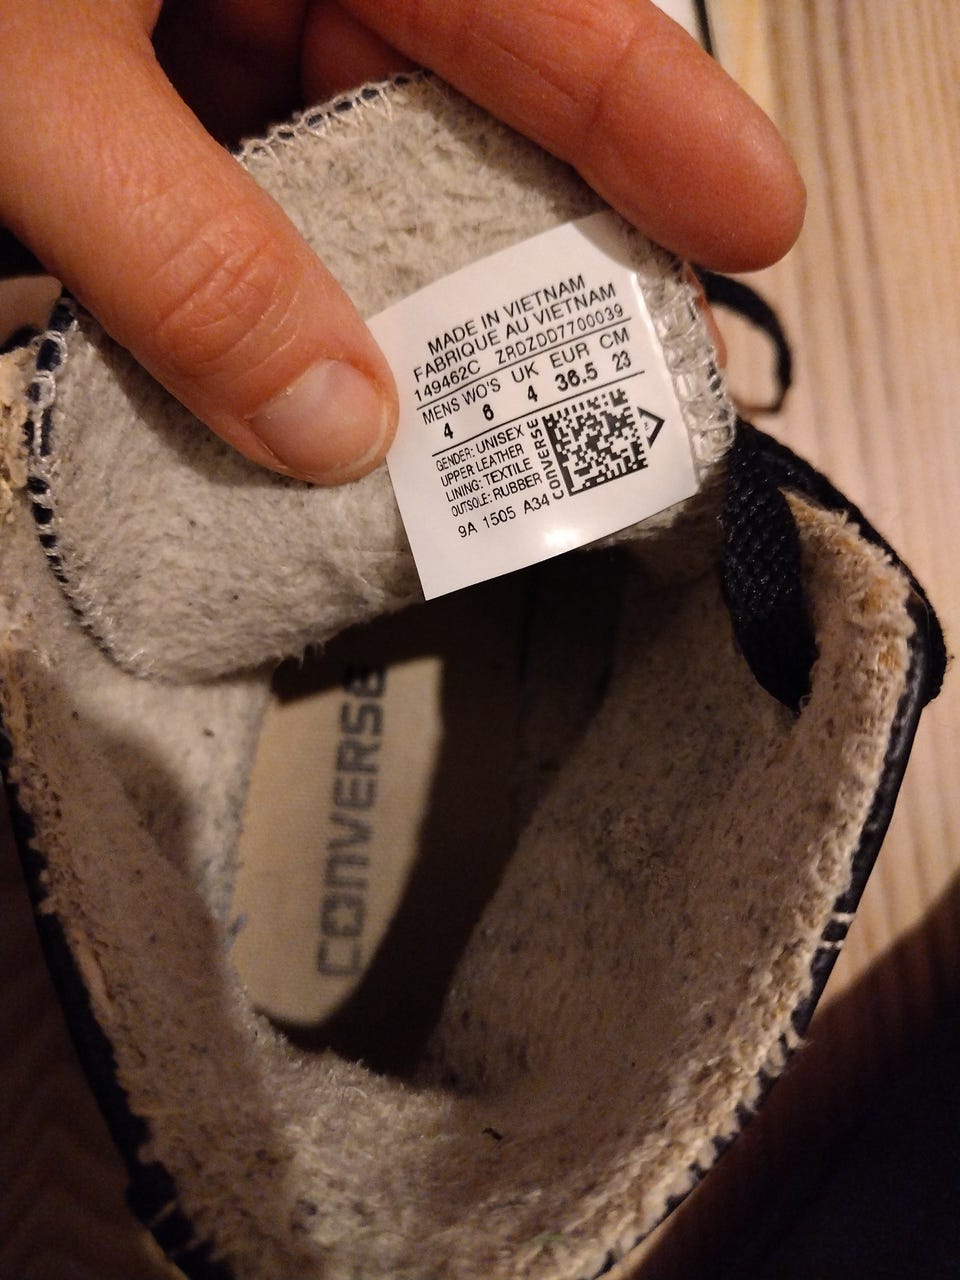 MADE IN VIETNAM
FABRIQUE AU VIETNAM
149462C ZRDZDD7700039
MENS WO'S UK EUR CM
4 6 4 36.5 23
GENDER: UNISEX
UPPER LEATHER
LINING: TEXTILE
OUTSOLE: RUBBER
9A 1505 A34
CONVERSE
CONVERSE